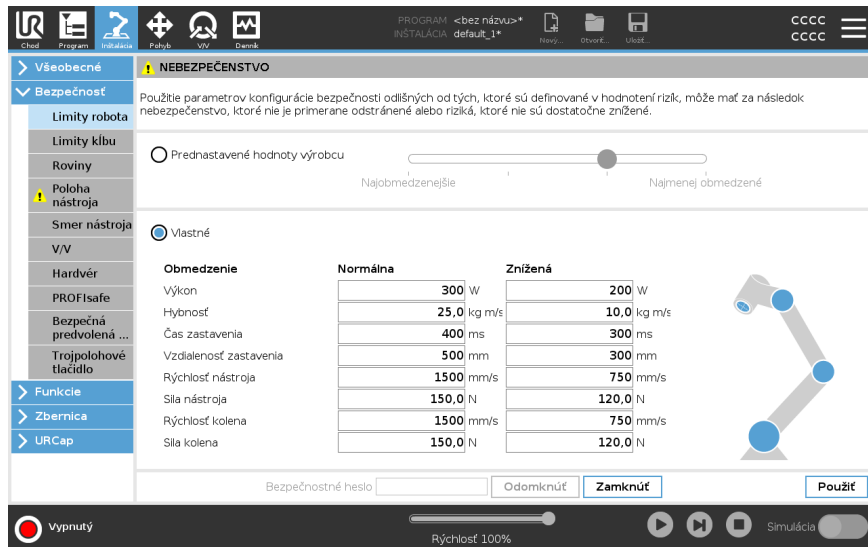 PROGRAM <bez názvu>*
INŠTALÁCIA default_1*
Chod Program Inštalácia Pohyb V/V Denník Nový... Otvoriť... Uložiť...
CCCC
CCCC
Všeobecné
Bezpečnosť
Limity robota
Limity kĺbu
Roviny
Poloha
nástroja
Smer nástroja
V/V
Hardvér
PROFIsafe
Bezpečná
predvolená ...
Trojpolohové
tlačidlo
Funkcie
Zbernica
URCap
NEBEZPEČENSTVO
Použitie parametrov konfigurácie bezpečnosti odlišných od tých, ktoré sú definované v hodnotení rizík, môže mať za následok
nebezpečenstvo, ktoré nie je primerane odstránené alebo riziká, ktoré nie sú dostatočne znížené.
Prednastavené hodnoty výrobcu
Najobmedzenejšie Najmenej obmedzené
Vlastné
Obmedzenie Normálna Znížená
Výkon 300 W 200 W
Hybnosť 25,0 kg m/s 10,0 kg m/s
Čas zastavenia 400 ms 300 ms
Vzdialenosť zastavenia 500 mm 300 mm
Rýchlosť nástroja 1500 mm/s 750 mm/s
Sila nástroja 150,0 N 120,0 N
Rýchlosť kolena 1500 mm/s 750 mm/s
Sila kolena 150,0 N 120,0 N
Bezpečnostné heslo Odomknúť Zamknúť Použiť
Vypnutý
Rýchlosť 100%
Simulácia